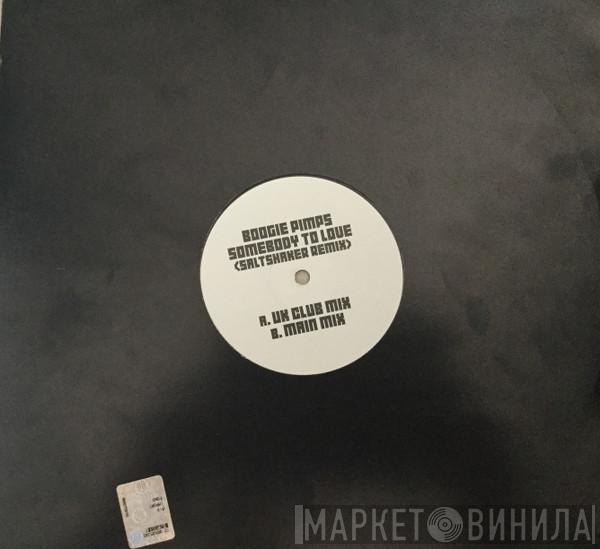 BOOGIE PIMPS
SOMEBODY TO LOVE
(SALTSHAKER REMIX)
A. UK CLUB MIX
B. MAIN MIX
МАРКЕТ ВИНИЛА